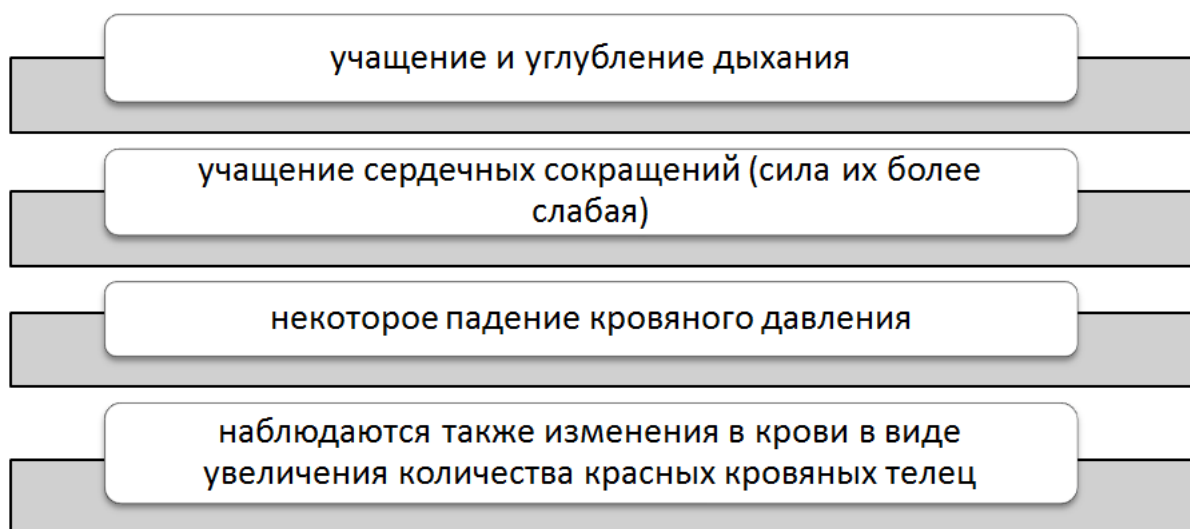 учащение и углубление дыхания
учащение сердечных сокращений (сила их более
слабая)
некоторое падение кровяного давления
наблюдаются также изменения в крови в виде
увеличения количества красных кровяных телец